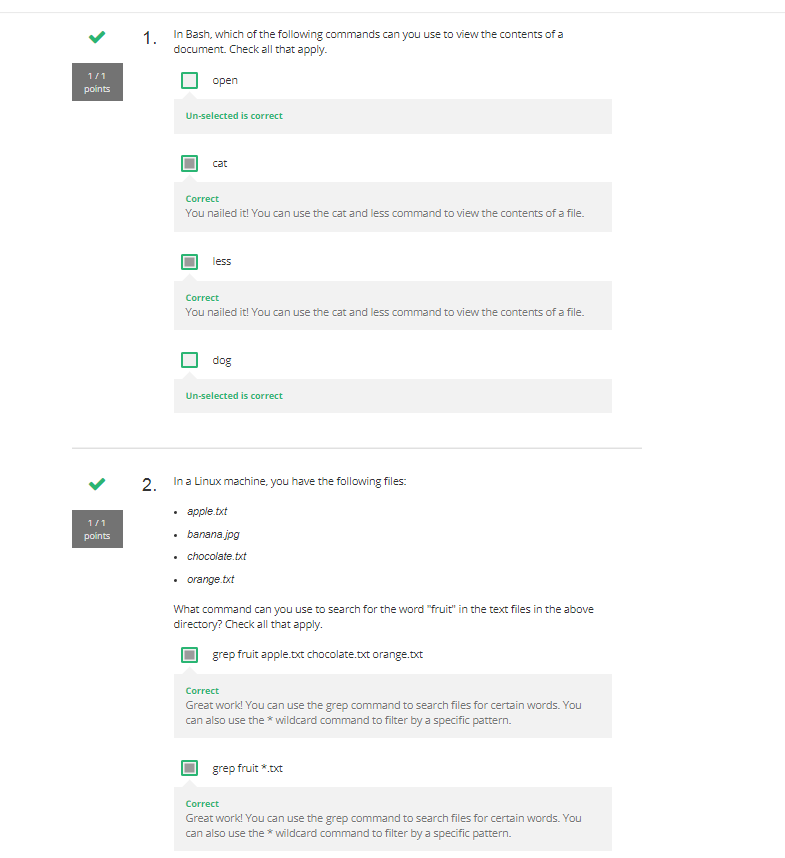 1.
In Bash, which of the following commands can you use to view the contents of a
document. Check all that apply.
1 / 1
points
open
Un-selected is correct
cat
Correct
You nailed it! You can use the cat and less command to view the contents of a file.
less
Correct
You nailed it! You can use the cat and less command to view the contents of a file.
dog
Un-selected is correct
2.
In a Linux machine, you have the following files:
1 / 1
points
• apple.txt
• banana.jpg
• chocolate.txt
• orange.txt
What command can you use to search for the word "fruit" in the text files in the above
directory? Check all that apply.
grep fruit apple.txt chocolate.txt orange.txt
Correct
Great work! You can use the grep command to search files for certain words. You
can also use the * wildcard command to filter by a specific pattern.
grep fruit *.txt
Correct
Great work! You can use the grep command to search files for certain words. You
can also use the * wildcard command to filter by a specific pattern.